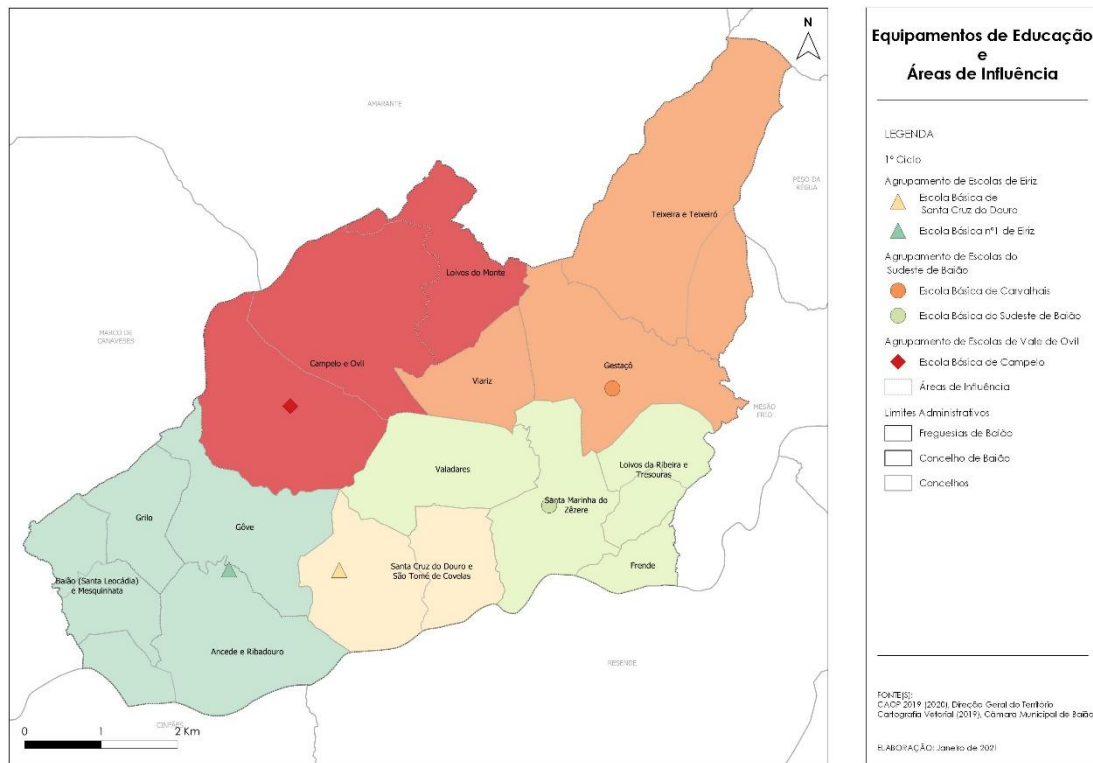 N
AMARANTE
PESO DA
RÉGUA
Teixeira e Teixeiró
Loivos do Monte
MARCO DE
CANAVESES
Campelo e Ovil
Viariz
Gestaçô
MESÃO
FRIO
Valadares
Loivos da Ribeira e
Tresouras
Santa Marinha do
Zêzere
Grilo
Gôve
Santa Cruz do Douro e
São Tomé de Covelas
Frende
Baião (Santa Leocádia)
e Mesquinhata
Ancede e Ribadouro
RESENDE
CINFÃES
0 1 2 Km
Equipamentos de Educação
e
Áreas de Influência
LEGENDA
1º Ciclo
Agrupamento de Escolas de Eiriz
Escola Básica de
Santa Cruz do Douro
Escola Básica nº1 de Eiriz
Agrupamento de Escolas do
Sudeste de Baião
Escola Básica de Carvalhais
Escola Básica do Sudeste de Baião
Agrupamento de Escolas de Vale de Ovil
Escola Básica de Campelo
Áreas de Influência
Limites Administrativos
Freguesias de Baião
Concelho de Baião
Concelhos
FONTE(S):
CAOP 2019 (2020), Direção Geral do Território
Cartografia Vetorial (2019), Câmara Municipal de Baião
ELABORAÇÃO: Janeiro de 2021